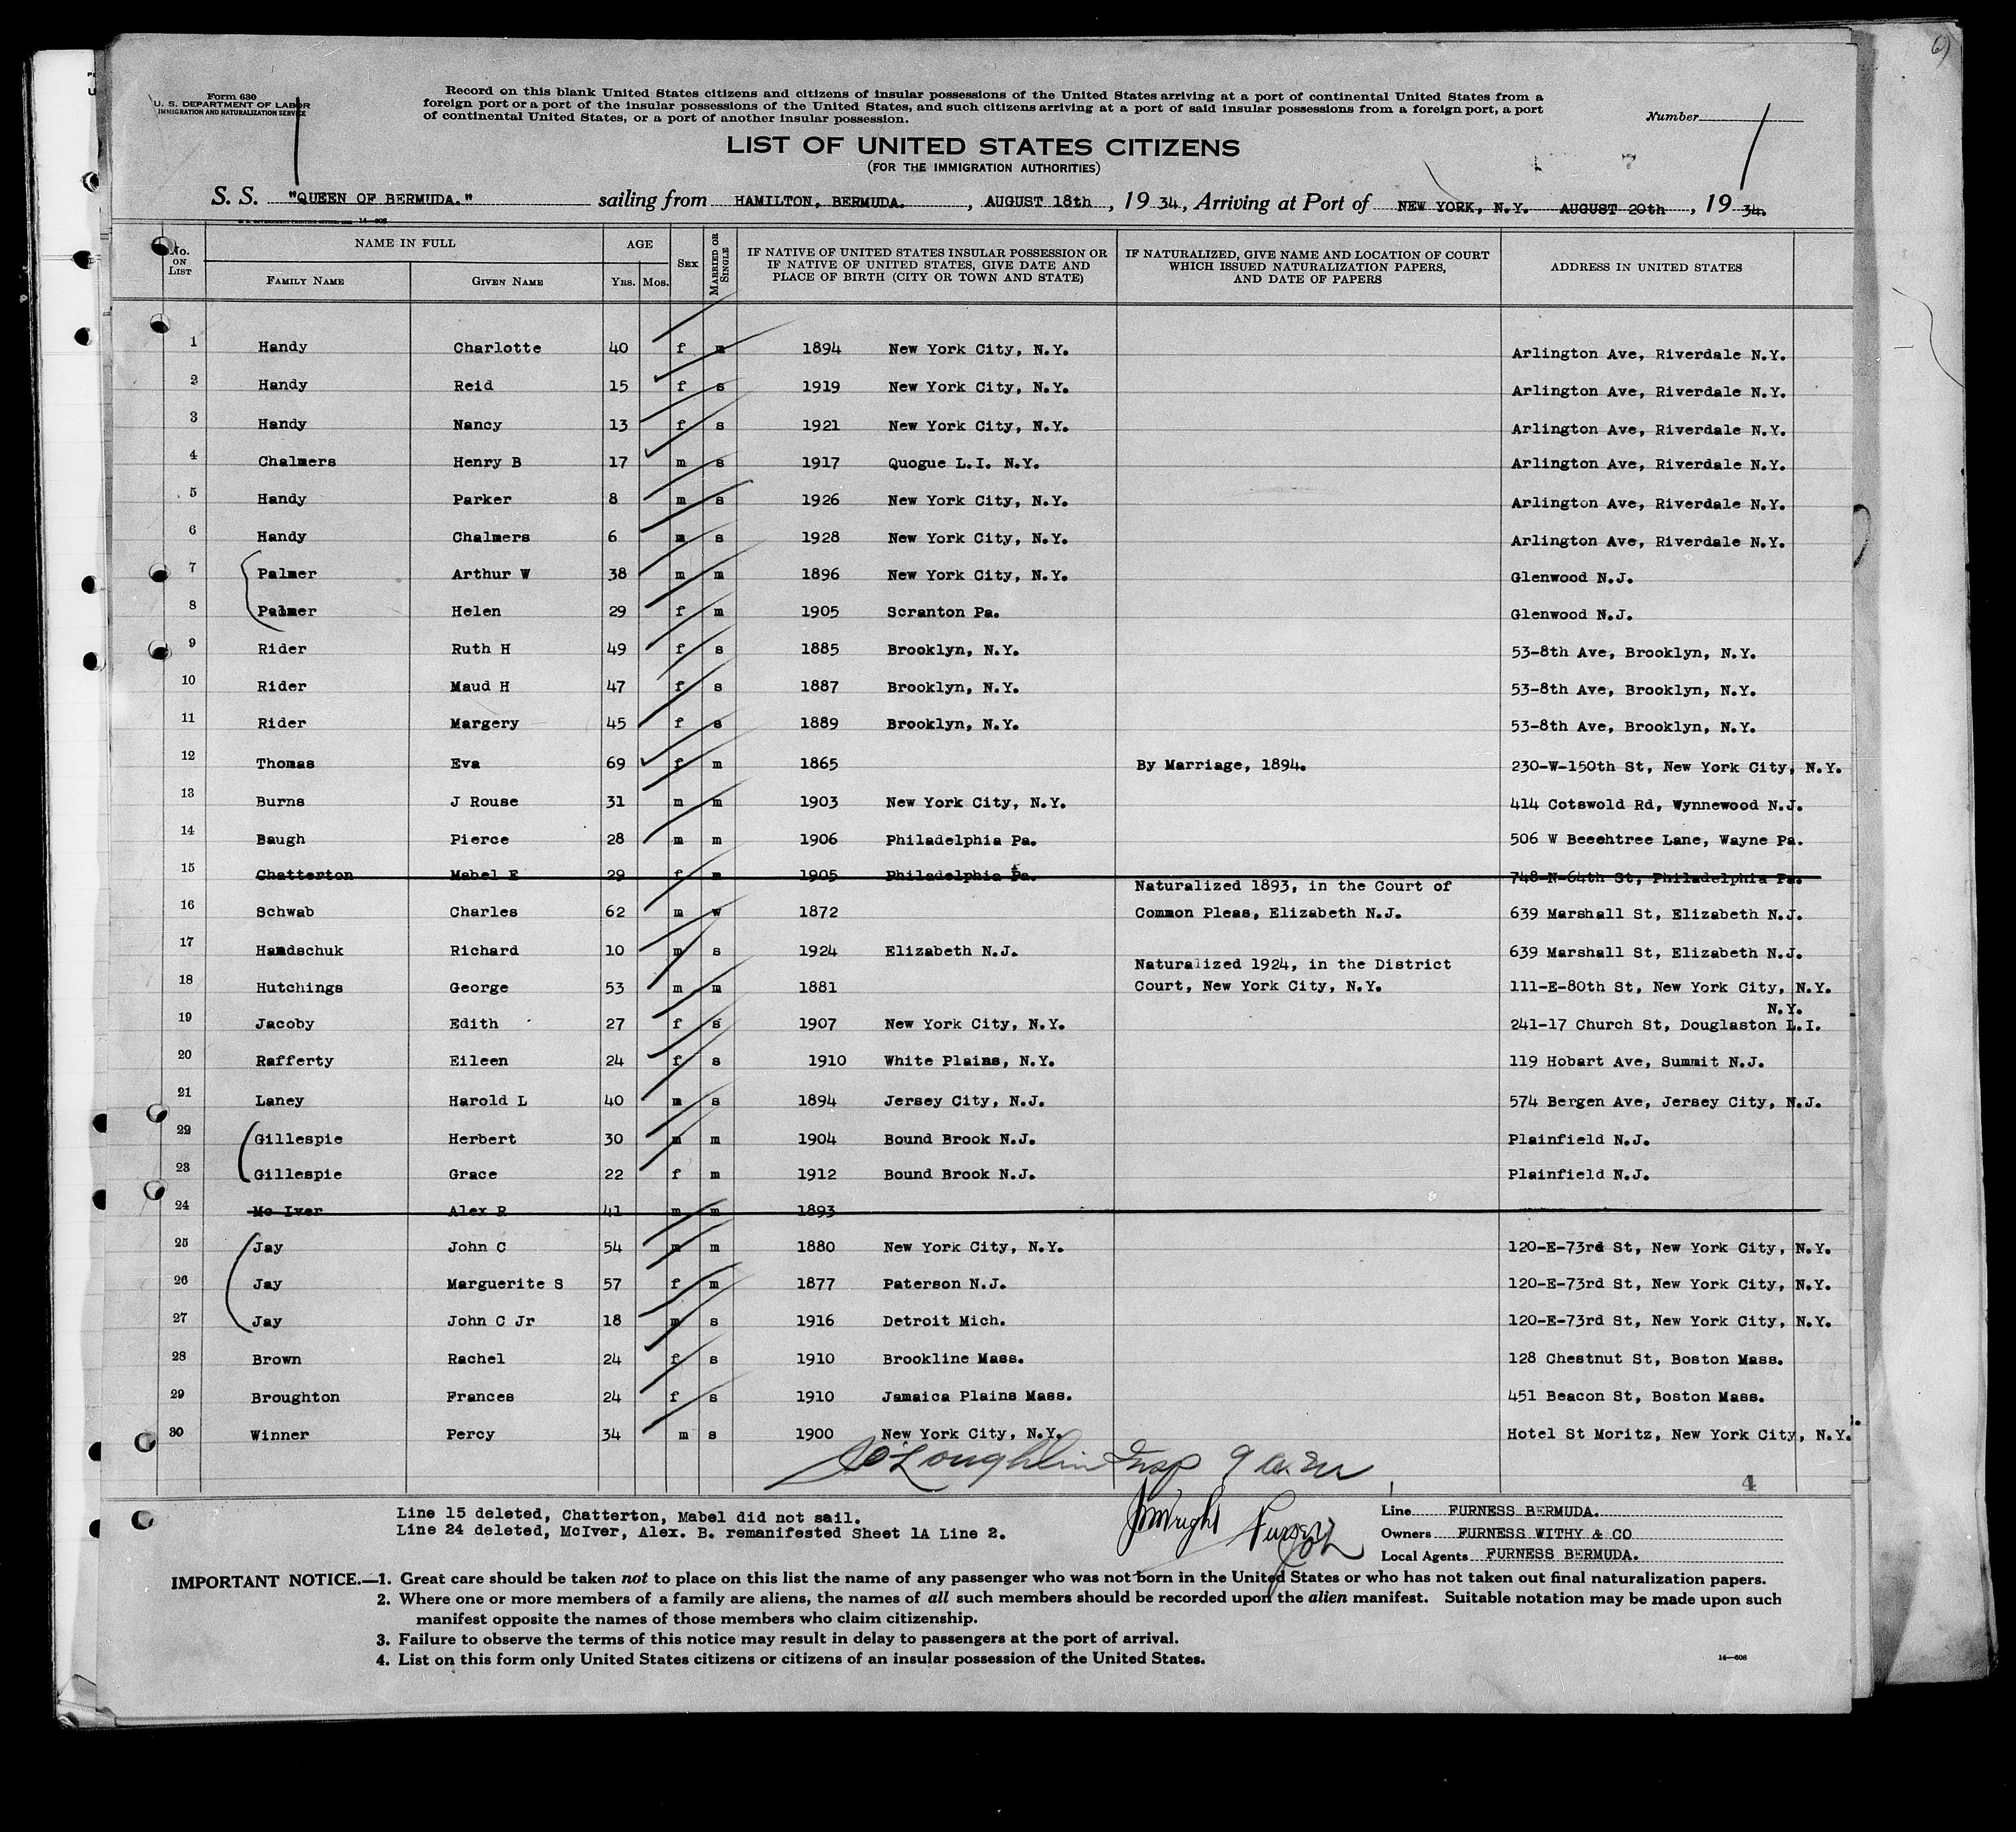 Form 630
U. S. DEPARTMENT OF LABOR
IMMIGRATION AND NATURALIZATION SERVICE
Record on this blank United States citizens and citizens of insular possessions of the United States arriving at a port of continental United States from a
foreign port or a port of the insular possessions of the United States, and such citizens arriving at a port of said insular possessions from a foreign port, a port
of continental United States, or a port of another insular possession.
Number
LIST OF UNITED STATES CITIZENS
(FOR THE IMMIGRATION AUTHORITIES)
S. S. "QUEEN OF BERMUDA." sailing from HAMILTON, BERMUDA. , AUGUST 18th , 19 34, Arriving at Port of NEW YORK, N.Y. AUGUST 20th , 19 34.
14—608
No. ON LIST NAME IN FULL AGE SEX MARRIED OR SINGLE IF NATIVE OF UNITED STATES INSULAR POSSESSION OR IF NATIVE OF UNITED STATES, GIVE DATE AND PLACE OF BIRTH (CITY OR TOWN AND STATE) IF NATURALIZED, GIVE NAME AND LOCATION OF COURT WHICH ISSUED NATURALIZATION PAPERS, AND DATE OF PAPERS ADDRESS IN UNITED STATES
FAMILY NAME GIVEN NAME YRS. MOS.
1 Handy Charlotte 40 f m 1894 New York City, N.Y. Arlington Ave, Riverdale N.Y.
2 Handy Reid 15 f s 1919 New York City, N.Y. Arlington Ave, Riverdale N.Y.
3 Handy Nancy 13 f s 1921 New York City, N.Y. Arlington Ave, Riverdale N.Y.
4 Chalmers Henry B 17 m s 1917 Quogue L.I. N.Y. Arlington Ave, Riverdale N.Y.
5 Handy Parker 8 m s 1926 New York City, N.Y. Arlington Ave, Riverdale N.Y.
6 Handy Chalmers 6 m s 1928 New York City, N.Y. Arlington Ave, Riverdale N.Y.
7 Palmer Arthur W 38 m m 1896 New York City, N.Y. Glenwood N.J.
8 Palmer Helen 29 f m 1905 Scranton Pa. Glenwood N.J.
9 Rider Ruth H 49 f s 1885 Brooklyn, N.Y. 53-8th Ave, Brooklyn, N.Y.
10 Rider Maud H 47 f s 1887 Brooklyn, N.Y. 53-8th Ave, Brooklyn, N.Y.
11 Rider Margery 45 f s 1889 Brooklyn, N.Y. 53-8th Ave, Brooklyn, N.Y.
12 Thomas Eva 69 f m 1865 By Marriage, 1894. 230-W-150th St, New York City, N.Y.
13 Burns J Rouse 31 m m 1903 New York City, N.Y. 414 Cotswold Rd, Wynnewood N.J.
14 Baugh Pierce 28 m m 1906 Philadelphia Pa. 506 W Beechtree Lane, Wayne Pa.
15 Chatterton Mabel E 29 f m 1905 Philadelphia Pa. 748-N-64th St, Philadelphia Pa.
Naturalized 1893, in the Court of
16 Schwab Charles 62 m w 1872 Common Pleas, Elizabeth N.J. 639 Marshall St, Elizabeth N.J.
17 Handschuk Richard 10 m s 1924 Elizabeth N.J. 639 Marshall St, Elizabeth N.J.
Naturalized 1924, in the District
18 Hutchings George 53 m m 1881 Court, New York City, N.Y. 111-E-80th St, New York City, N.Y.
N.Y.
19 Jacoby Edith 27 f s 1907 New York City, N.Y. 241-17 Church St, Douglaston L.I.
20 Rafferty Eileen 24 f s 1910 White Plains, N.Y. 119 Hobart Ave, Summit N.J.
21 Laney Harold L 40 m s 1894 Jersey City, N.J. 574 Bergen Ave, Jersey City, N.J.
22 Gillespie Herbert 30 m m 1904 Bound Brook N.J. Plainfield N.J.
23 Gillespie Grace 22 f m 1912 Bound Brook N.J. Plainfield N.J.
24 Mc Iver Alex B 41 m m 1893
25 Jay John C 54 m m 1880 New York City, N.Y. 120-E-73rd St, New York City, N.Y.
26 Jay Marguerite S 57 f m 1877 Paterson N.J. 120-E-73rd St, New York City, N.Y.
27 Jay John C Jr 18 m s 1916 Detroit Mich. 120-E-73rd St, New York City, N.Y.
28 Brown Rachel 24 f s 1910 Brookline Mass. 128 Chestnut St, Boston Mass.
29 Broughton Frances 24 f s 1910 Jamaica Plains Mass. 451 Beacon St, Boston Mass.
30 Winner Percy 34 m s 1900 New York City, N.Y. Hotel St Moritz, New York City, N.Y.
O'Loughlin Insp 9 a.m
4
Line 15 deleted, Chatterton, Mabel did not sail.
Line 24 deleted, McIver, Alex. B. remanifested Sheet 1A Line 2.
Wright
Line FURNESS BERMUDA.
Owners FURNESS WITHY & CO
Local Agents FURNESS BERMUDA.
IMPORTANT NOTICE.—1. Great care should be taken not to place on this list the name of any passenger who was not born in the United States or who has not taken out final naturalization papers.
2. Where one or more members of a family are aliens, the names of all such members should be recorded upon the alien manifest. Suitable notation may be made upon such
manifest opposite the names of those members who claim citizenship.
3. Failure to observe the terms of this notice may result in delay to passengers at the port of arrival.
4. List on this form only United States citizens or citizens of an insular possession of the United States.
14—608